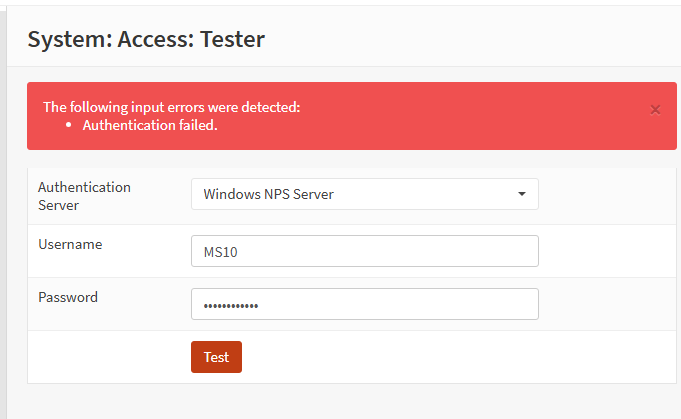 System: Access: Tester
The following input errors were detected:
×
• Authentication failed.
Authentication
Server
Windows NPS Server
Username
MS10
Password
••••••••••••
Test